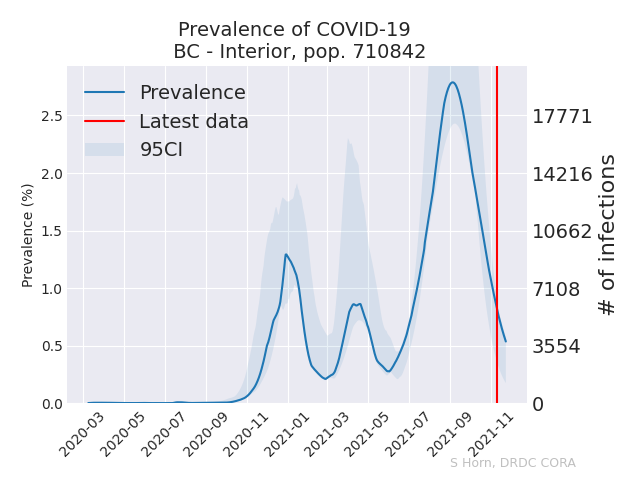 Prevalence of COVID-19
BC - Interior, pop. 710842
Prevalence
Latest data
95CI
Prevalence (%)
2.5
2.0
1.5
1.0
0.5
0.0
17771
14216
10662
7108
3554
0
# of infections
2020-03
2020-05
2020-07
2020-09
2020-11
2021-01
2021-03
2021-05
2021-07
2021-09
2021-11
S Horn, DRDC CORA